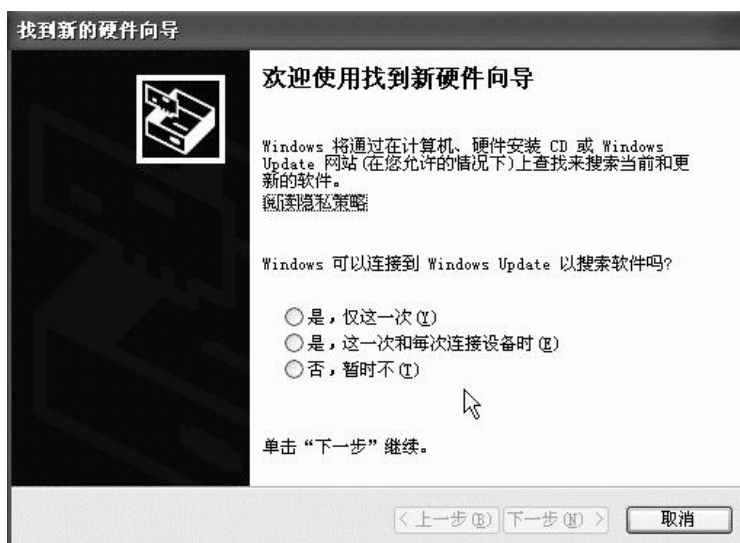 找到新的硬件向导
欢迎使用找到新硬件向导
Windows 将通过在计算机、硬件安装 CD 或 Windows
Update 网站(在您允许的情况下)上查找来搜索当前和更
新的软件。
阅读隐私策略
Windows 可以连接到 Windows Update 以搜索软件吗?
是，仅这一次(Y)
是，这一次和每次连接设备时(E)
否，暂时不(T)
单击“下一步”继续。
< 上一步(B) 下一步(N) > 取消